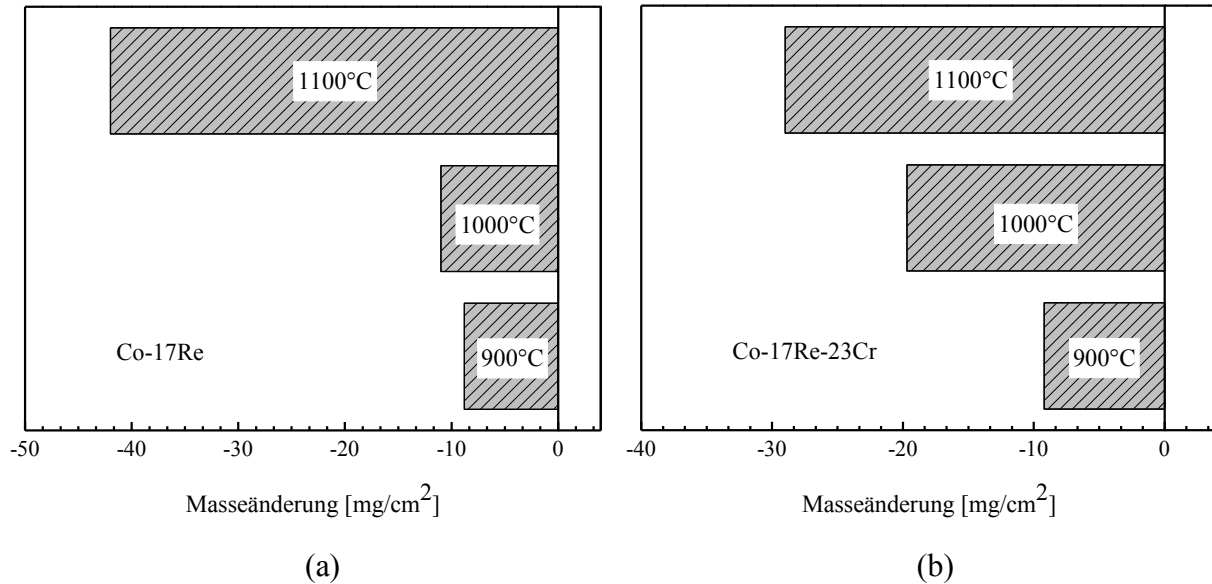 1100°C
1000°C
Co-17Re
900°C
-50 -40 -30 -20 -10 0
Masseänderung [mg/cm²]
(a)
1100°C
1000°C
Co-17Re-23Cr
900°C
-40 -30 -20 -10 0
Masseänderung [mg/cm²]
(b)